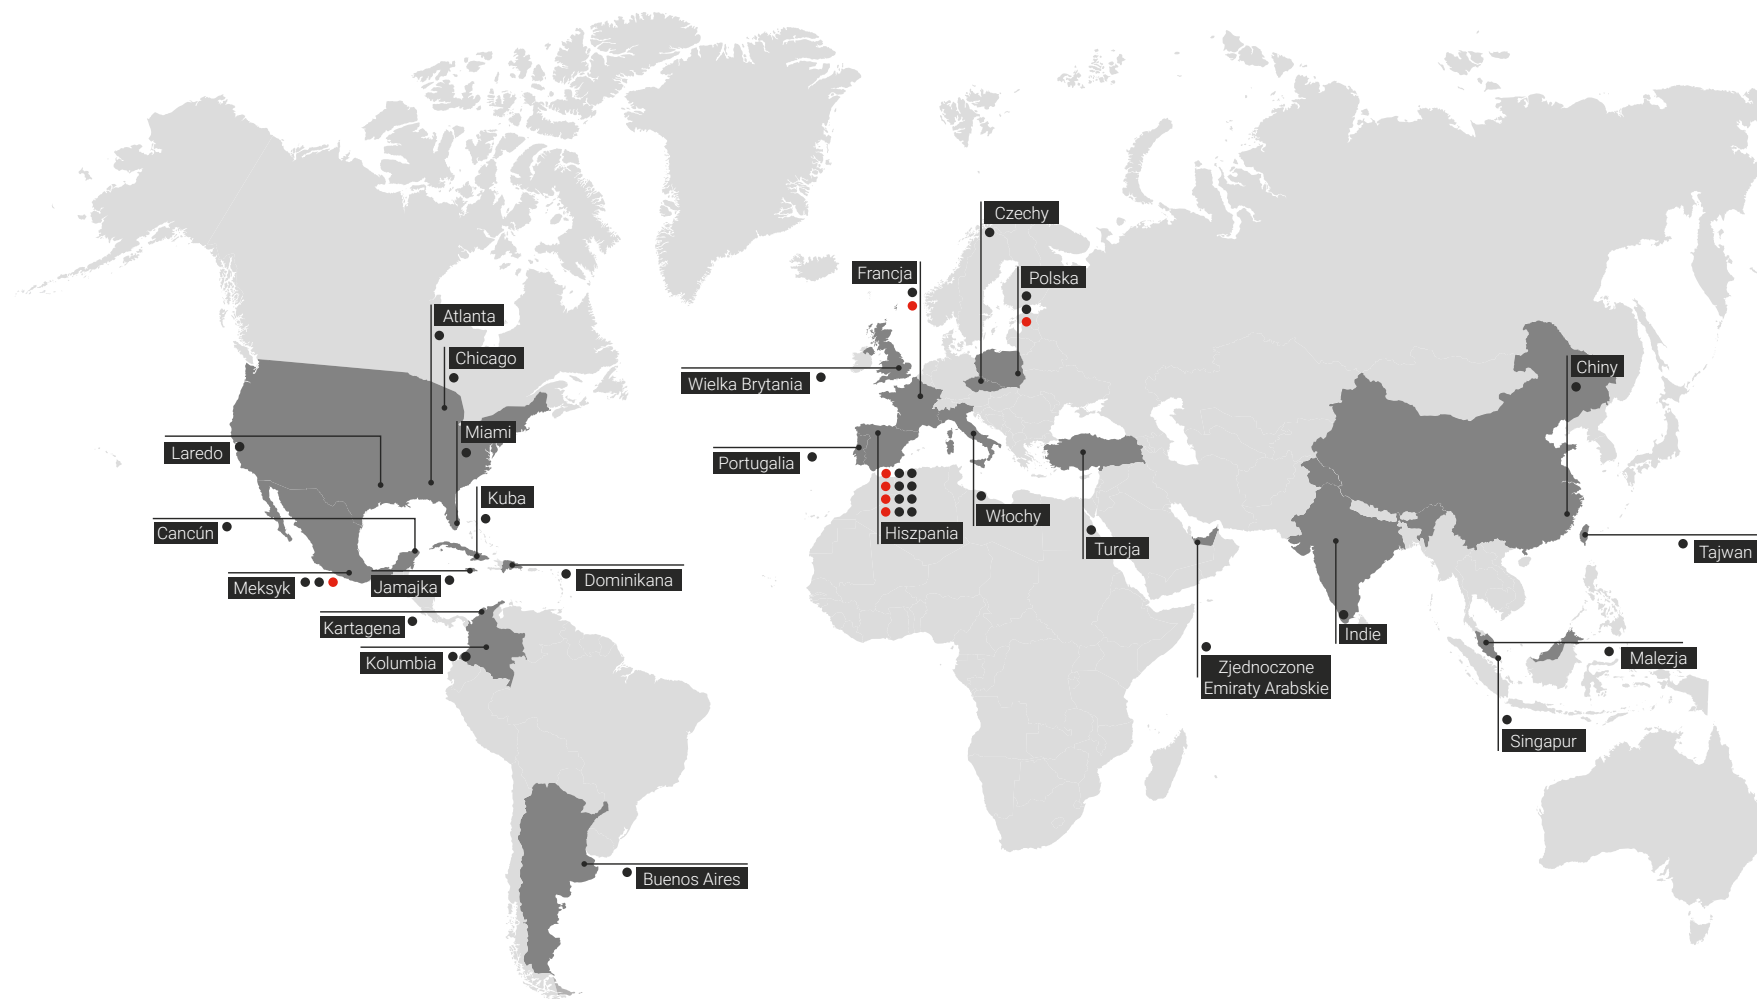 Czechy
Francja
Polska
Atlanta
Chicago
Chiny
Wielka Brytania
Miami
Laredo
Portugalia
Kuba
Włochy
Cancún
Hiszpania
Turcja
Tajwan
Meksyk
Jamajka
Dominikana
Kartagena
Indie
Kolumbia
Malezja
Zjednoczone
Emiraty Arabskie
Singapur
Buenos Aires